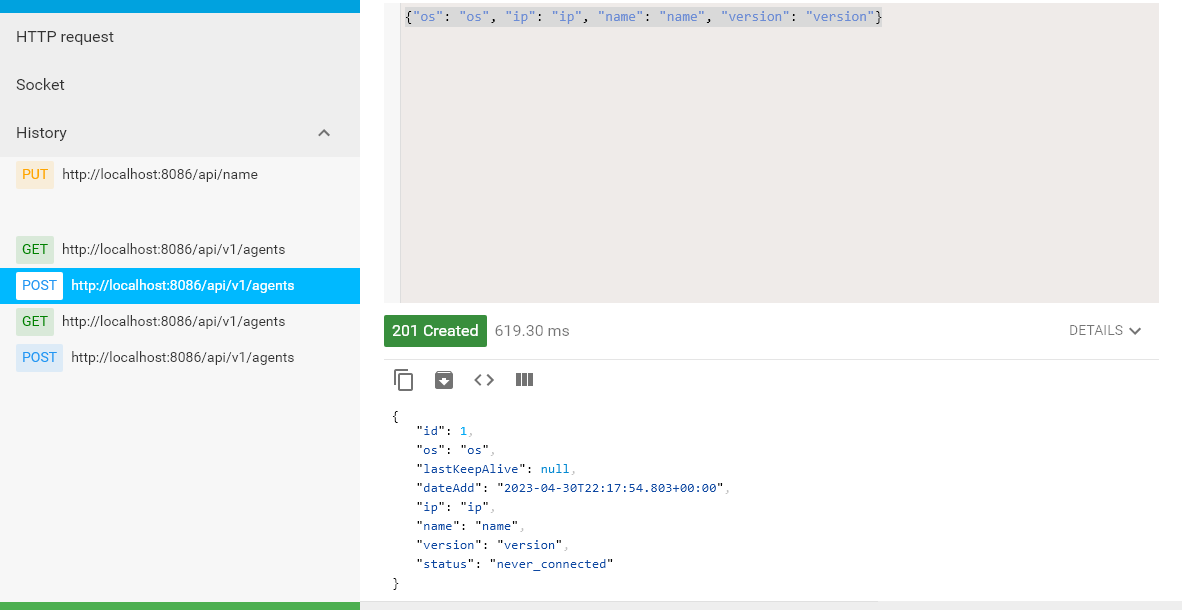 HTTP request
Socket
History
PUT http://localhost:8086/api/name
GET http://localhost:8086/api/v1/agents
POST http://localhost:8086/api/v1/agents
GET http://localhost:8086/api/v1/agents
POST http://localhost:8086/api/v1/agents
{"os": "os", "ip": "ip", "name": "name", "version": "version"}
201 Created 619.30 ms DETAILS
{
"id": 1,
"os": "os",
"lastKeepAlive": null,
"dateAdd": "2023-04-30T22:17:54.803+00:00",
"ip": "ip",
"name": "name",
"version": "version",
"status": "never_connected"
}